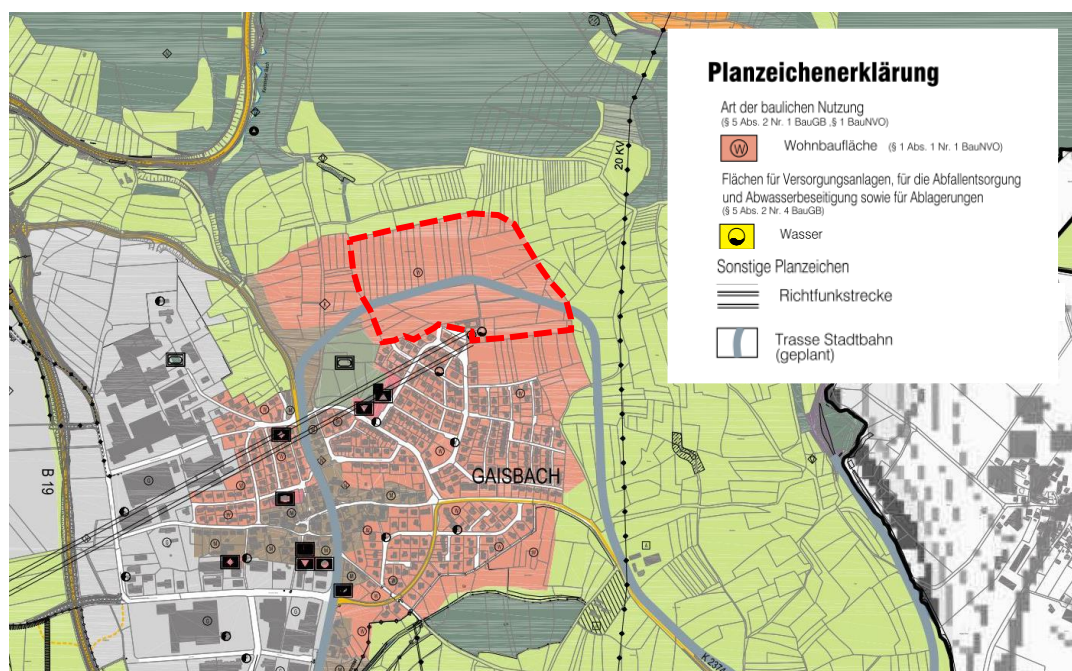 Planzeichenerklärung
Art der baulichen Nutzung
(§ 5 Abs. 2 Nr. 1 BauGB ,§ 1 BauNVO)
W Wohnbaufläche (§ 1 Abs. 1 Nr. 1 BauNVO)
Flächen für Versorgungsanlagen, für die Abfallentsorgung
und Abwasserbeseitigung sowie für Ablagerungen
(§ 5 Abs. 2 Nr. 4 BauGB)
Wasser
Sonstige Planzeichen
Richtfunkstrecke
Trasse Stadtbahn
(geplant)
20 KV
B 19
GAISBACH